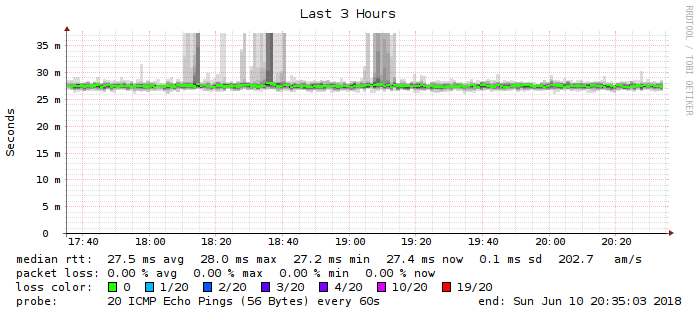 Last 3 Hours
RRDTOOL / TOBI OETIKER
Seconds
35 m
30 m
25 m
20 m
15 m
10 m
5 m
0
17:40 18:00 18:20 18:40 19:00 19:20 19:40 20:00 20:20
median rtt: 27.5 ms avg 28.0 ms max 27.2 ms min 27.4 ms now 0.1 ms sd 202.7 am/s
packet loss: 0.00 % avg 0.00 % max 0.00 % min 0.00 % now
loss color: 0 1/20 2/20 3/20 4/20 10/20 19/20
probe: 20 ICMP Echo Pings (56 Bytes) every 60s end: Sun Jun 10 20:35:03 2018